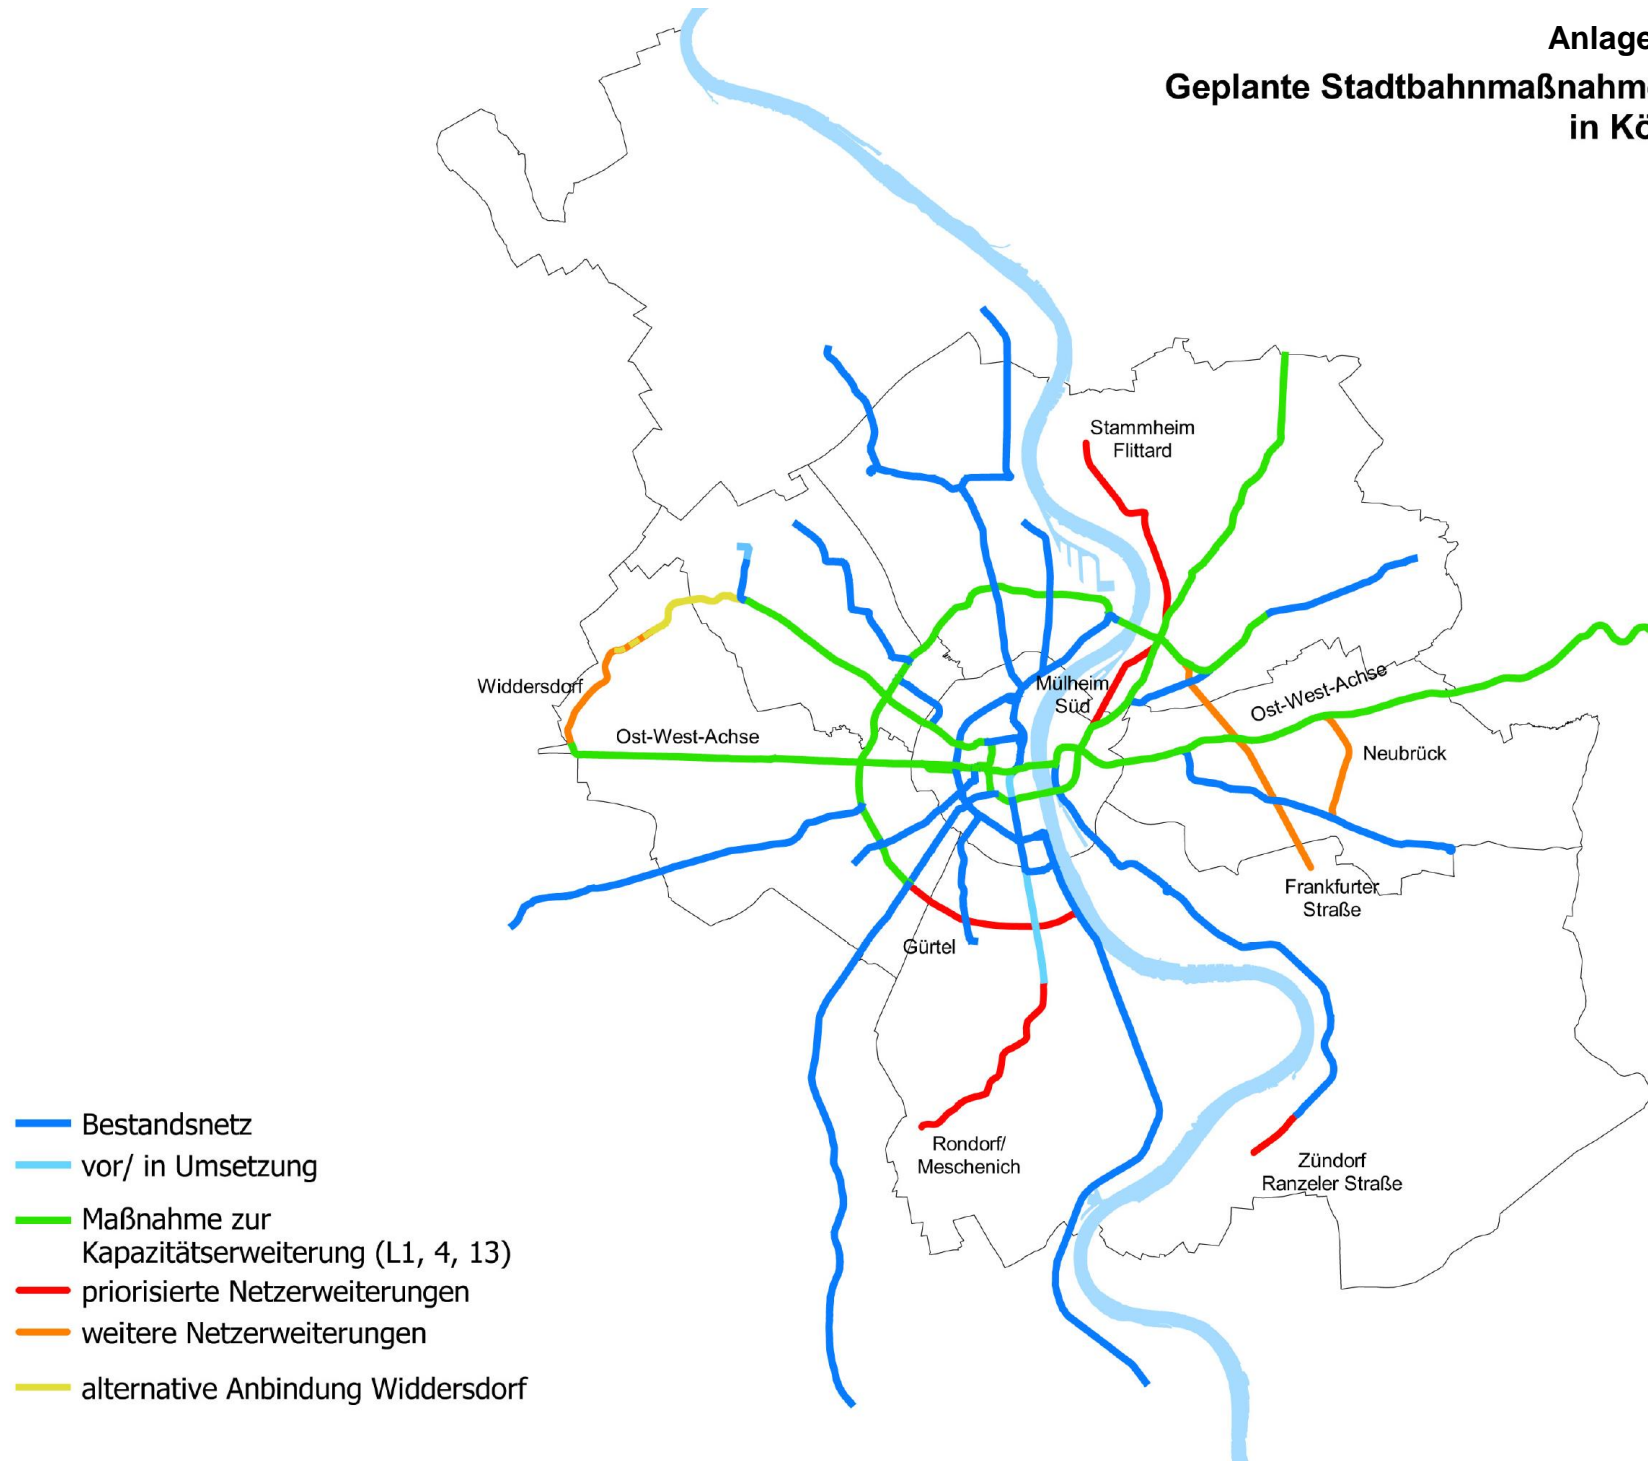 Anlage
Geplante Stadtbahnmaßnahm
in Kö
Stammheim
Flittard
Widdersdorf
Mülheim
Süd
Ost-West-Achse
Ost-West-Achse
Neubrück
Frankfurter
Straße
Gürtel
Rondorf/
Meschenich
Zündorf
Ranzeler Straße
Bestandsnetz
vor/ in Umsetzung
Maßnahme zur
Kapazitätserweiterung (L1, 4, 13)
priorisierte Netzerweiterungen
weitere Netzerweiterungen
alternative Anbindung Widdersdorf